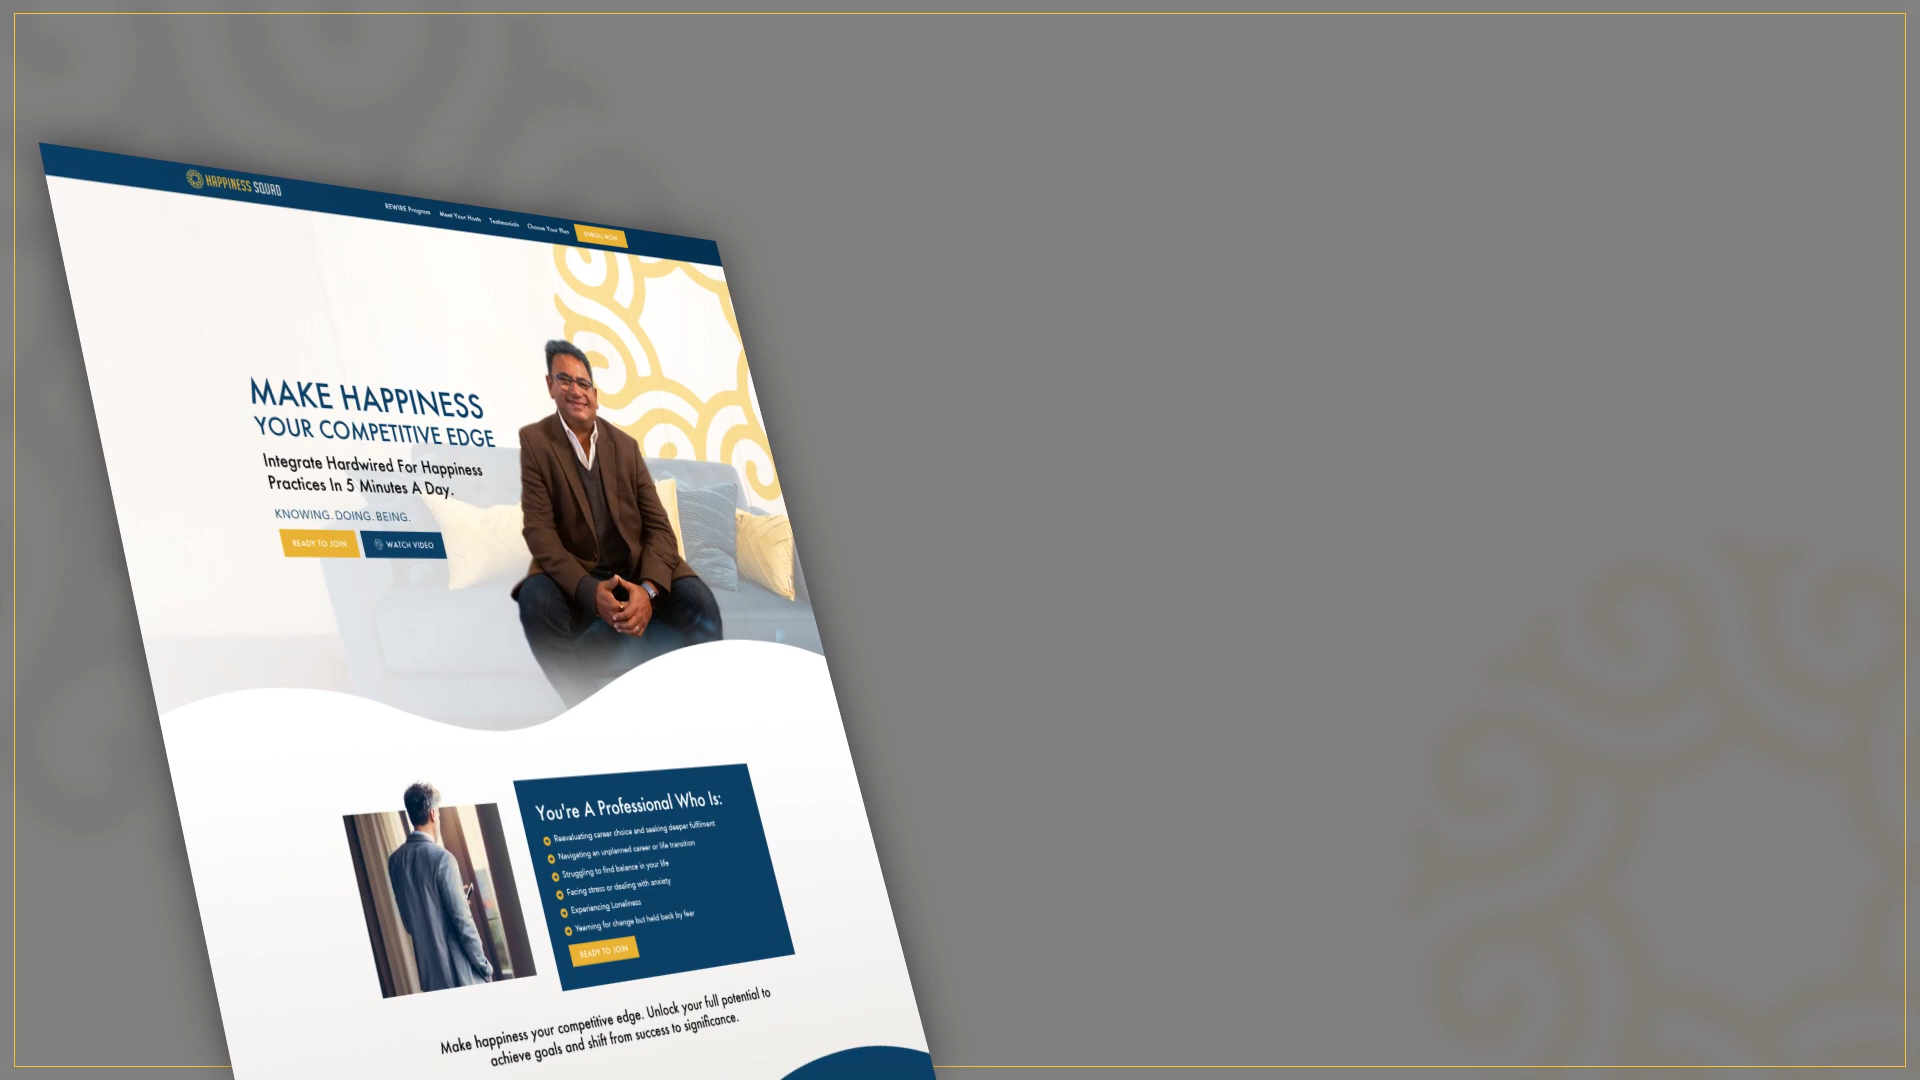 HAPPINESS SQUAD
REWIRE Program Meet Your Hosts Testimonials Choose Your Plan ENROLL NOW
MAKE HAPPINESS
YOUR COMPETITIVE EDGE
Integrate Hardwired For Happiness
Practices In 5 Minutes A Day.
KNOWING. DOING. BEING.
READY TO JOIN WATCH VIDEO
You're A Professional Who Is:
Reevaluating career choice and seeking deeper fulfilment
Navigating an unplanned career or life transition
Struggling to find balance in your life
Facing stress or dealing with anxiety
Experiencing Loneliness
Yearning for change but held back by fear
READY TO JOIN
Make happiness your competitive edge. Unlock your full potential to
achieve goals and shift from success to significance.